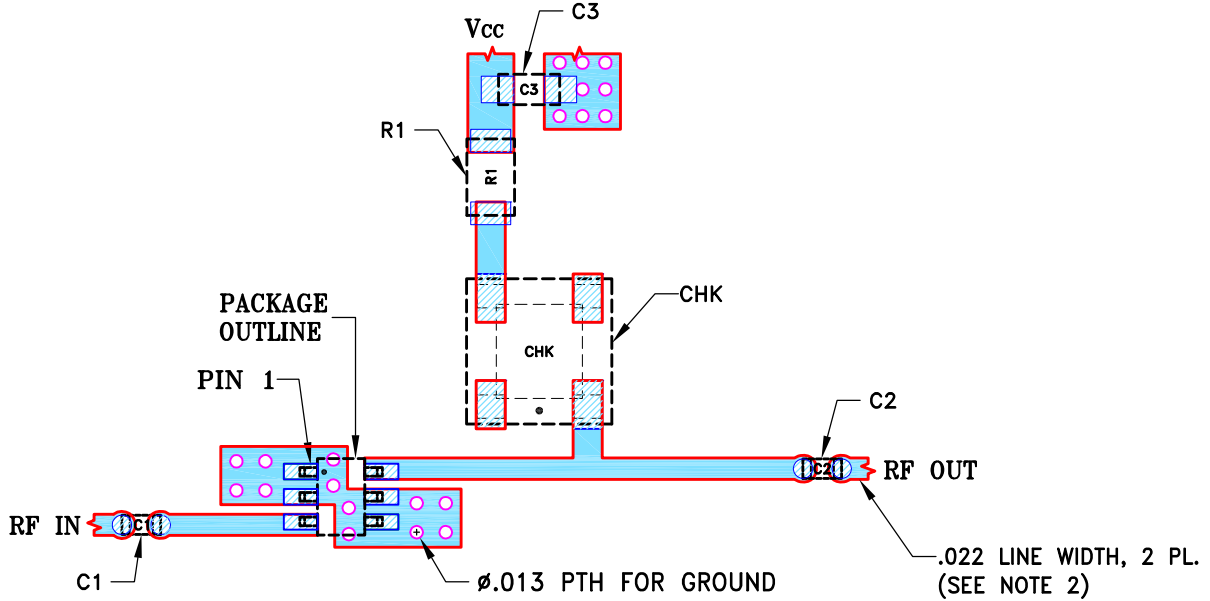 C3
Vcc
C3
R1
R1
PACKAGE
OUTLINE
CHK
CHK
PIN 1
C2
C2
RF OUT
RF IN
C1
C1
Ø.013 PTH FOR GROUND
.022 LINE WIDTH, 2 PL.
(SEE NOTE 2)